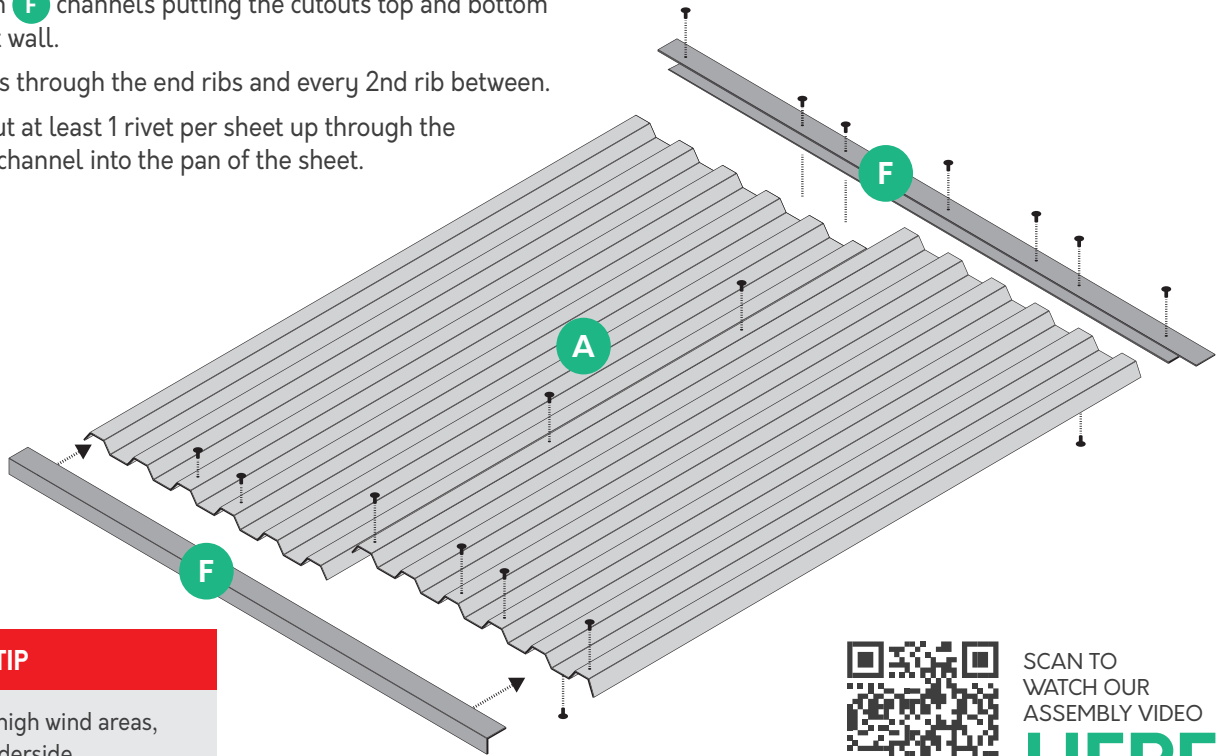 F channels putting the cutouts top and bottom
wall.
through the end ribs and every 2nd rib between.
at least 1 rivet per sheet up through the
channel into the pan of the sheet.
F
A
F
TIP
high wind areas,
SCAN TO
WATCH OUR
ASSEMBLY VIDEO
HERE